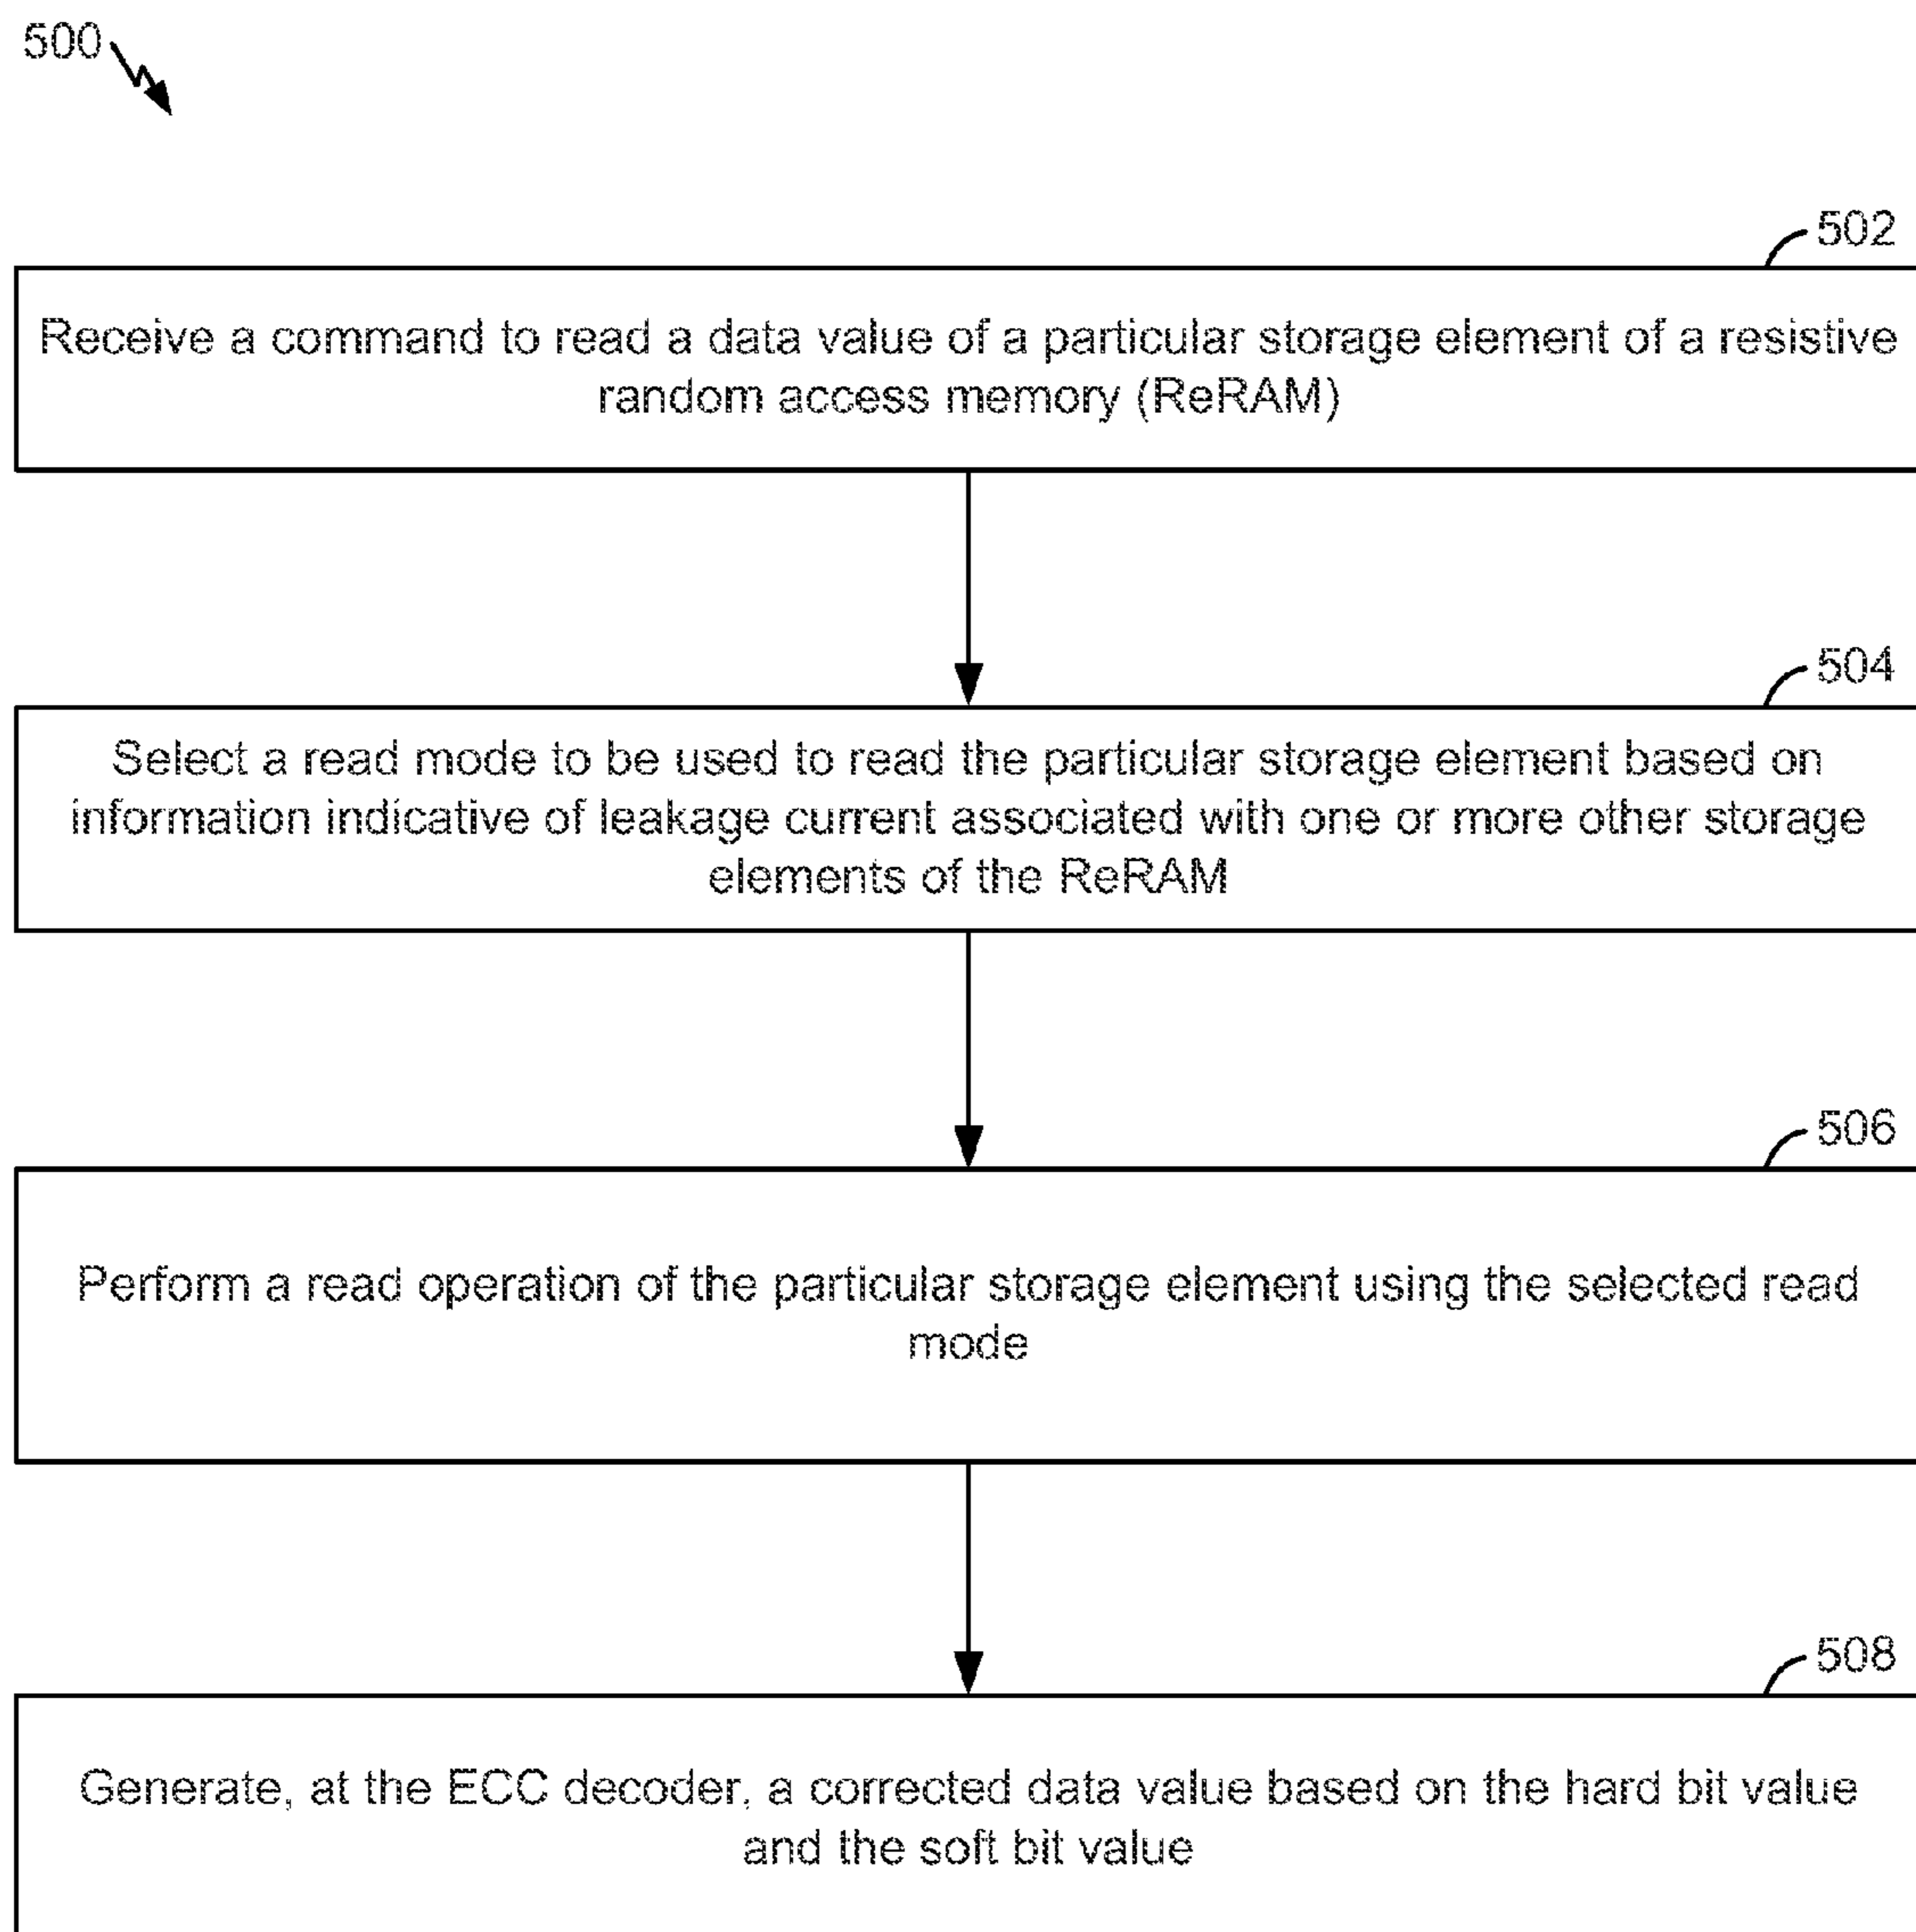 500
502
Receive a command to read a data value of a particular storage element of a resistive
random access memory (ReRAM)
504
Select a read mode to be used to read the particular storage element based on
information indicative of leakage current associated with one or more other storage
elements of the ReRAM
506
Perform a read operation of the particular storage element using the selected read
mode
508
Generate, at the ECC decoder, a corrected data value based on the hard bit value
and the soft bit value